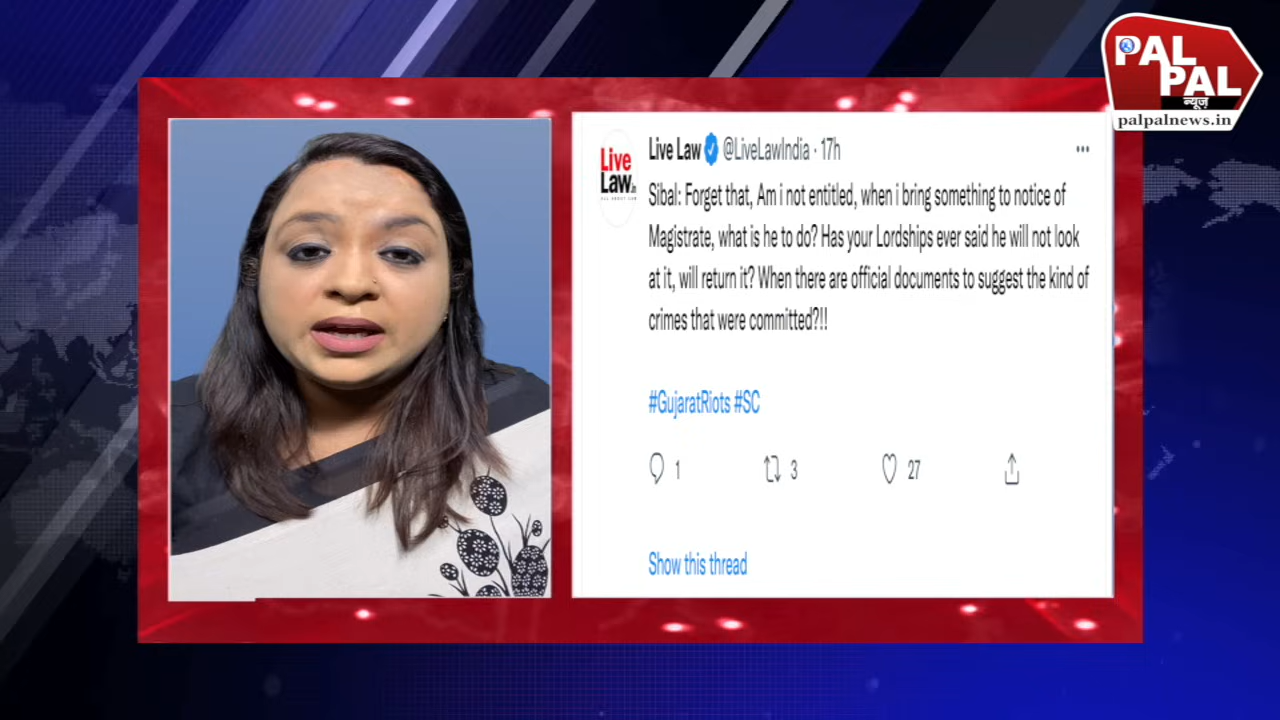 PAL
PAL
न्यूज़
palpalnews.in
Live Law @LiveLawIndia · 17h
Live
Law.in
Sibal: Forget that, Am i not entitled, when i bring something to notice of
Magistrate, what is he to do? Has your Lordships ever said he will not look
at it, will return it? When there are official documents to suggest the kind of
crimes that were committed?!!
#GujaratRiots #SC
1 3 27
Show this thread